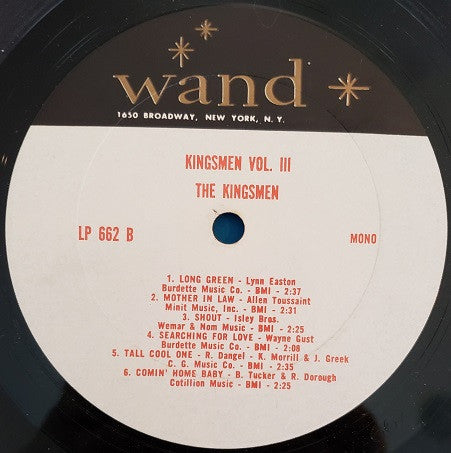 wand
1650 BROADWAY, NEW YORK, N. Y.
KINGSMEN VOL. III
THE KINGSMEN
LP 662 B MONO
1. LONG GREEN - Lynn Easton
Burdette Music Co. - BMI - 2:37
2. MOTHER IN LAW - Allen Toussaint
Minit Music, Inc. - BMI - 2:31
3. SHOUT - Isley Bros.
Wemar & Nom Music - BMI - 2:25
4. SEARCHING FOR LOVE - Wayne Gust
Burdette Music Co. - BMI - 2:08
5. TALL COOL ONE - R. Dangel - K. Morrill & J. Greek
C. G. Music Co. - BMI - 2:35
6. COMIN' HOME BABY - B. Tucker & R. Dorough
Cotillion Music - BMI - 2:25